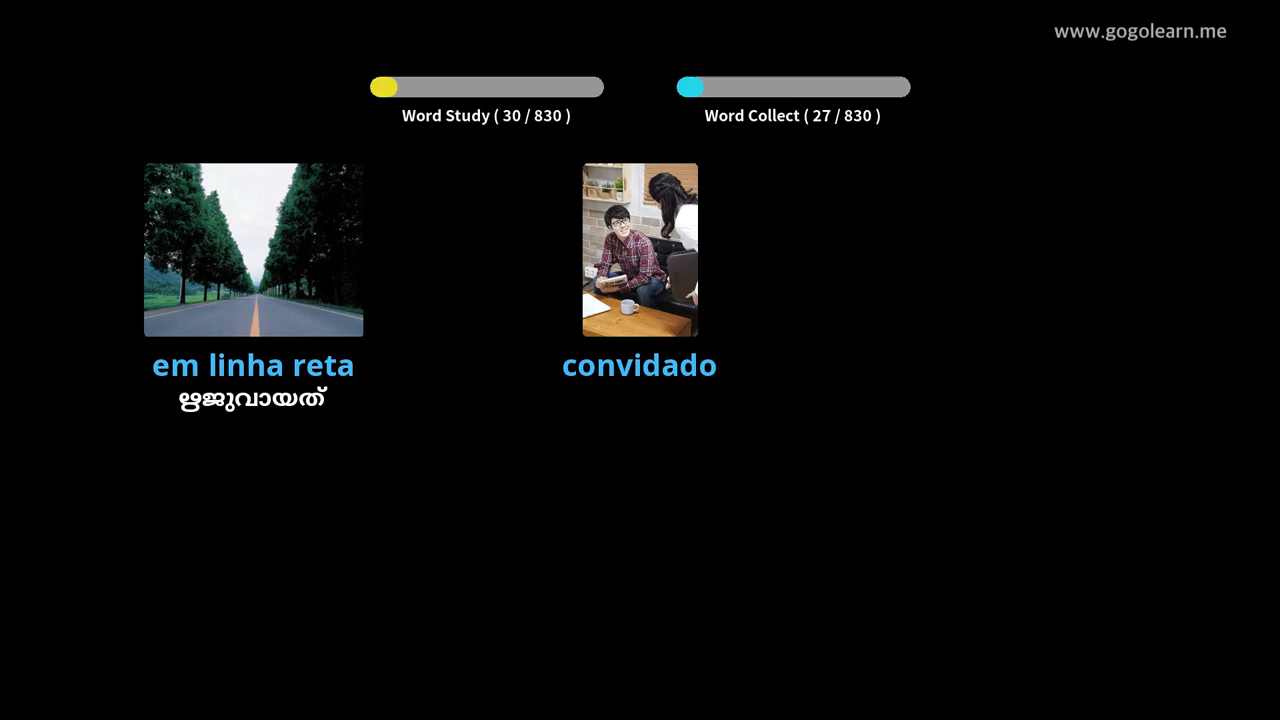 www.gogolearn.me
Word Study ( 30 / 830 )
Word Collect ( 27 / 830 )
em linha reta
ഋജുവായത്
convidado